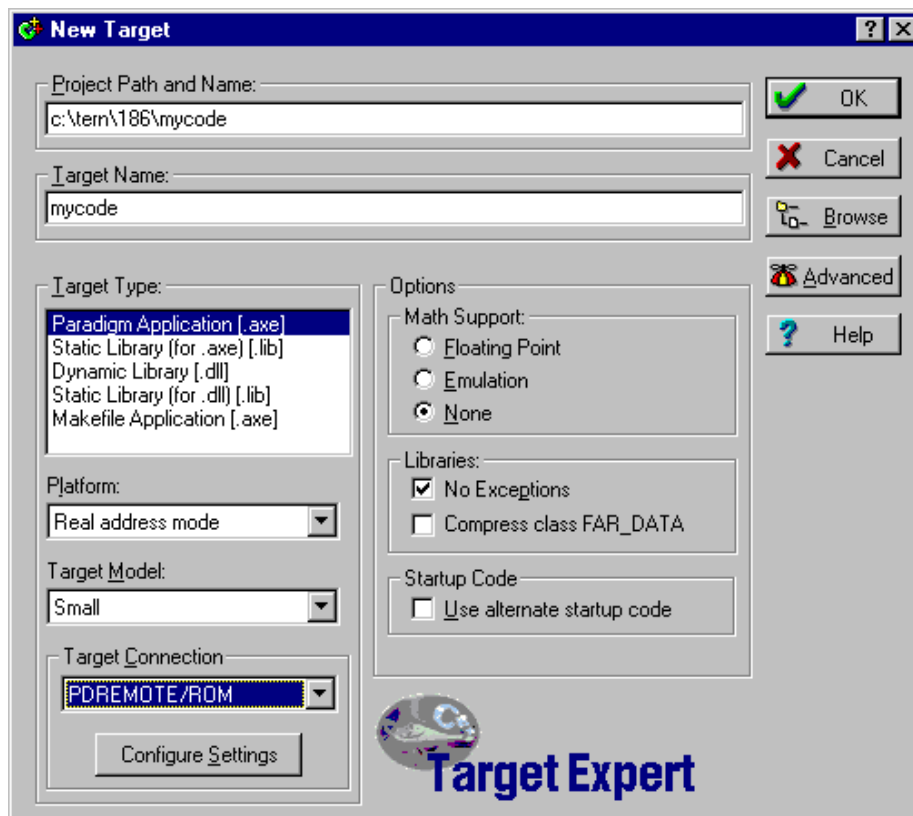 New Target
Project Path and Name:
c:\tern\186\mycode
Target Name:
mycode
OK
Cancel
Browse
Advanced
Help
Target Type:
Paradigm Application [.axe]
Static Library (for .axe) [.lib]
Dynamic Library [.dll]
Static Library (for .dll) [.lib]
Makefile Application [.axe]
Platform:
Real address mode
Target Model:
Small
Target Connection
PDREMOTE/ROM
Configure Settings
Options
Math Support:
Floating Point
Emulation
None
Libraries:
No Exceptions
Compress class FAR_DATA
Startup Code
Use alternate startup code
Target Expert